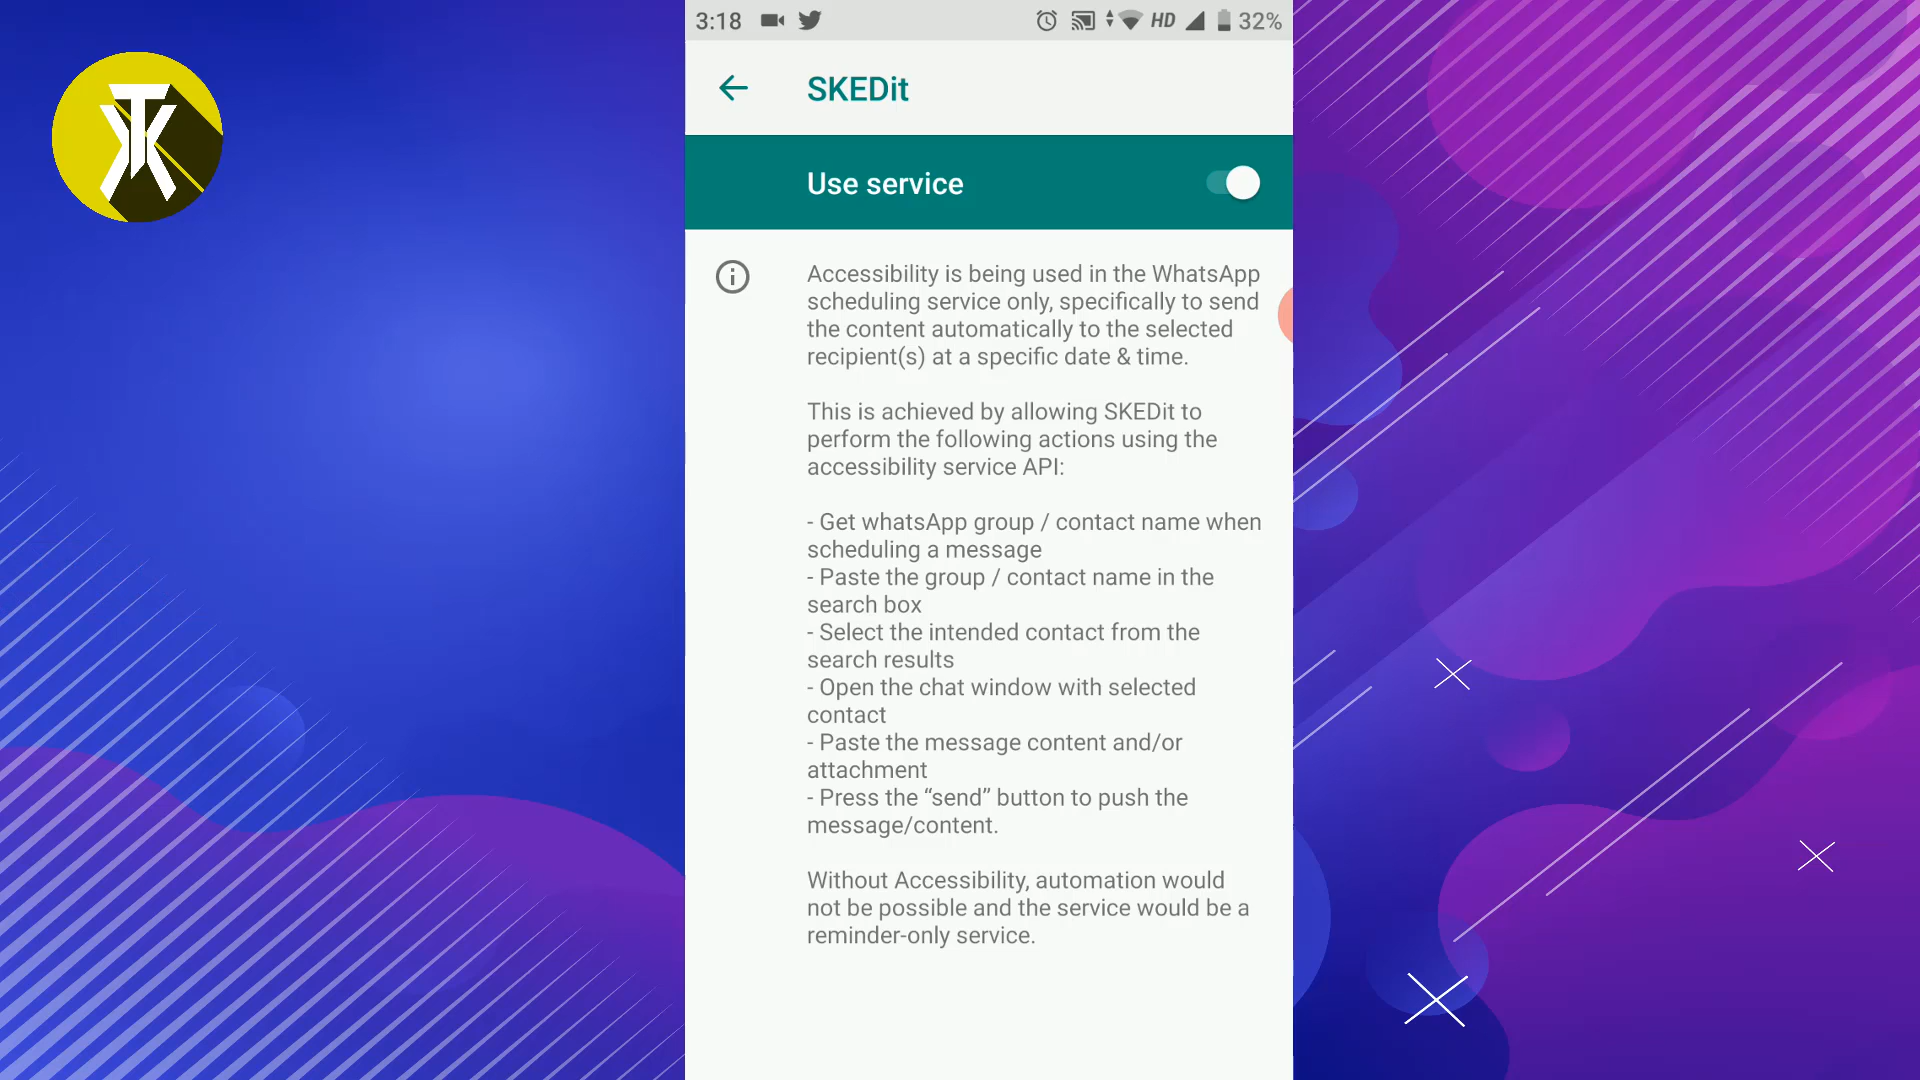 3:18 HD 32%
SKEDit
Use service
Accessibility is being used in the WhatsApp
scheduling service only, specifically to send
the content automatically to the selected
recipient(s) at a specific date & time.
This is achieved by allowing SKEDit to
perform the following actions using the
accessibility service API:
- Get whatsApp group / contact name when
scheduling a message
- Paste the group / contact name in the
search box
- Select the intended contact from the
search results
- Open the chat window with selected
contact
- Paste the message content and/or
attachment
- Press the “send” button to push the
message/content.
Without Accessibility, automation would
not be possible and the service would be a
reminder-only service.